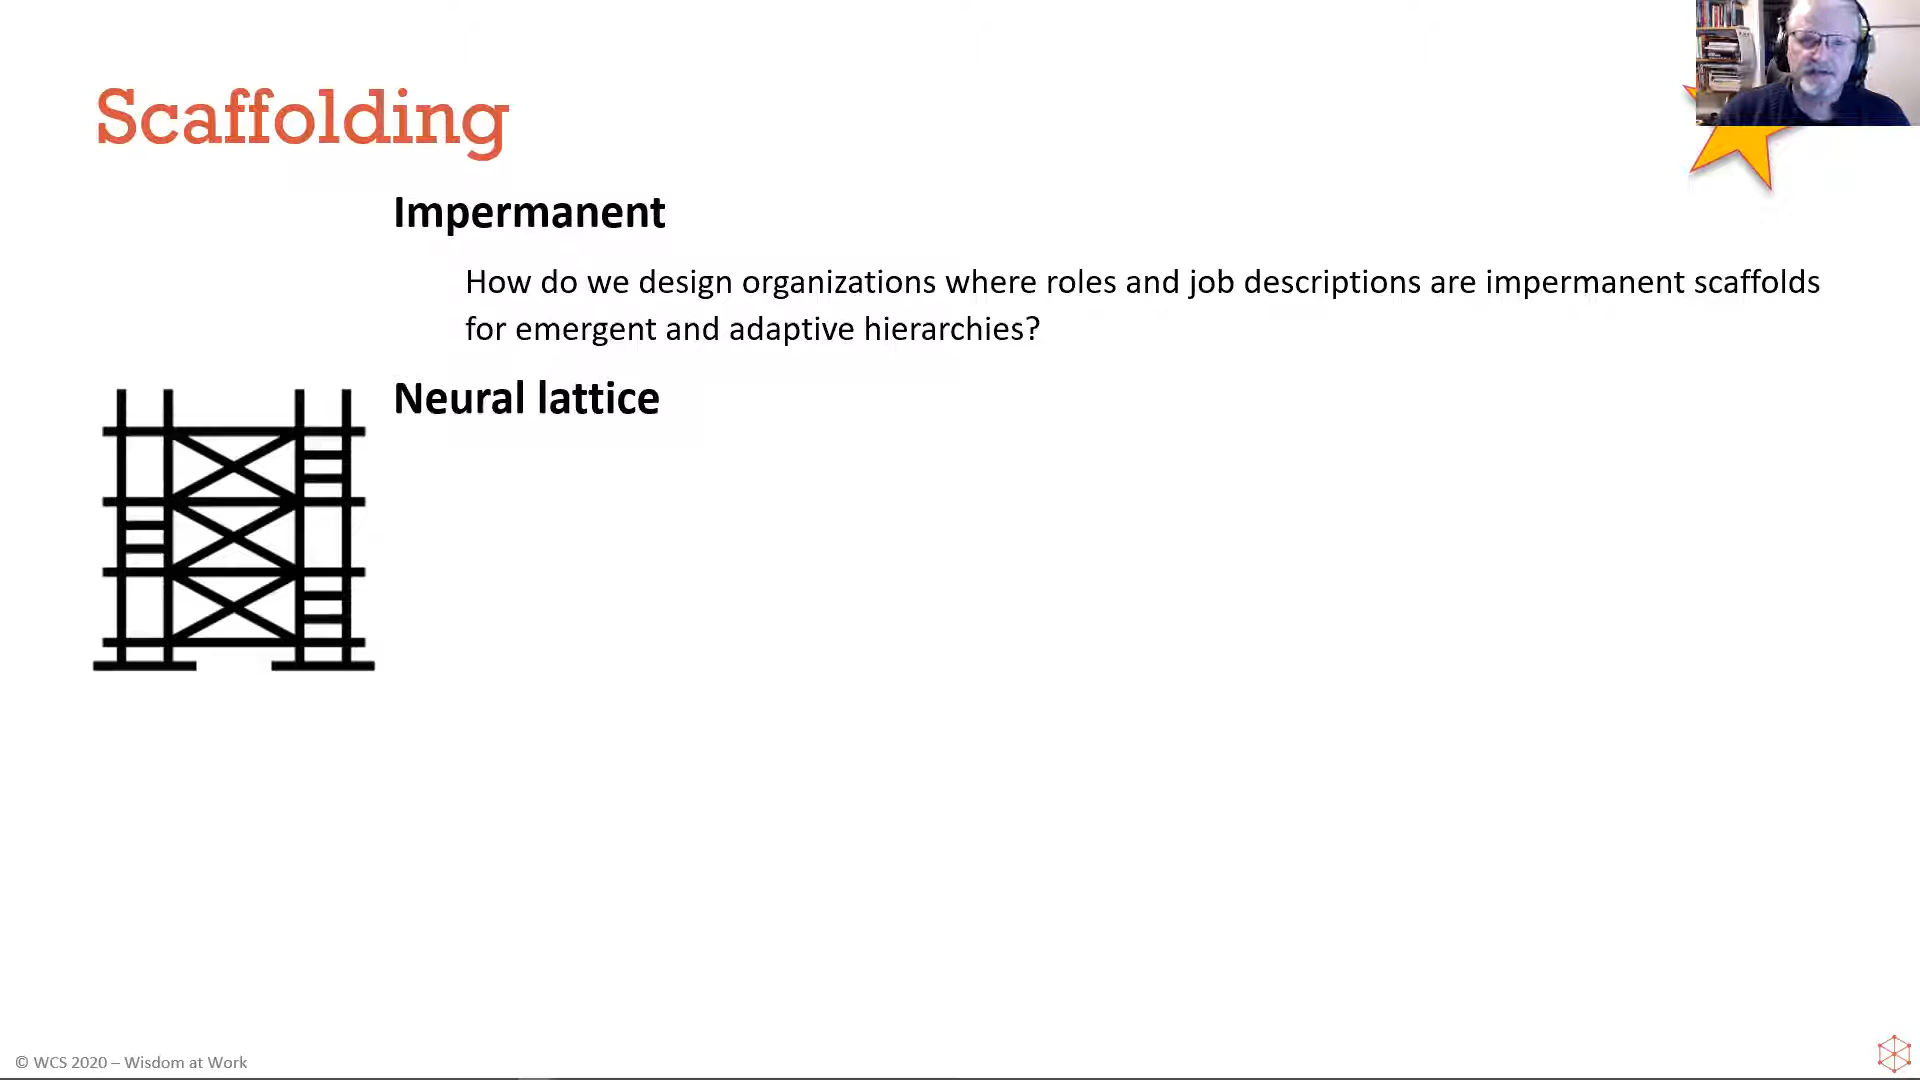 Scaffolding
Impermanent
How do we design organizations where roles and job descriptions are impermanent scaffolds
for emergent and adaptive hierarchies?
Neural lattice
© WCS 2020 – Wisdom at Work